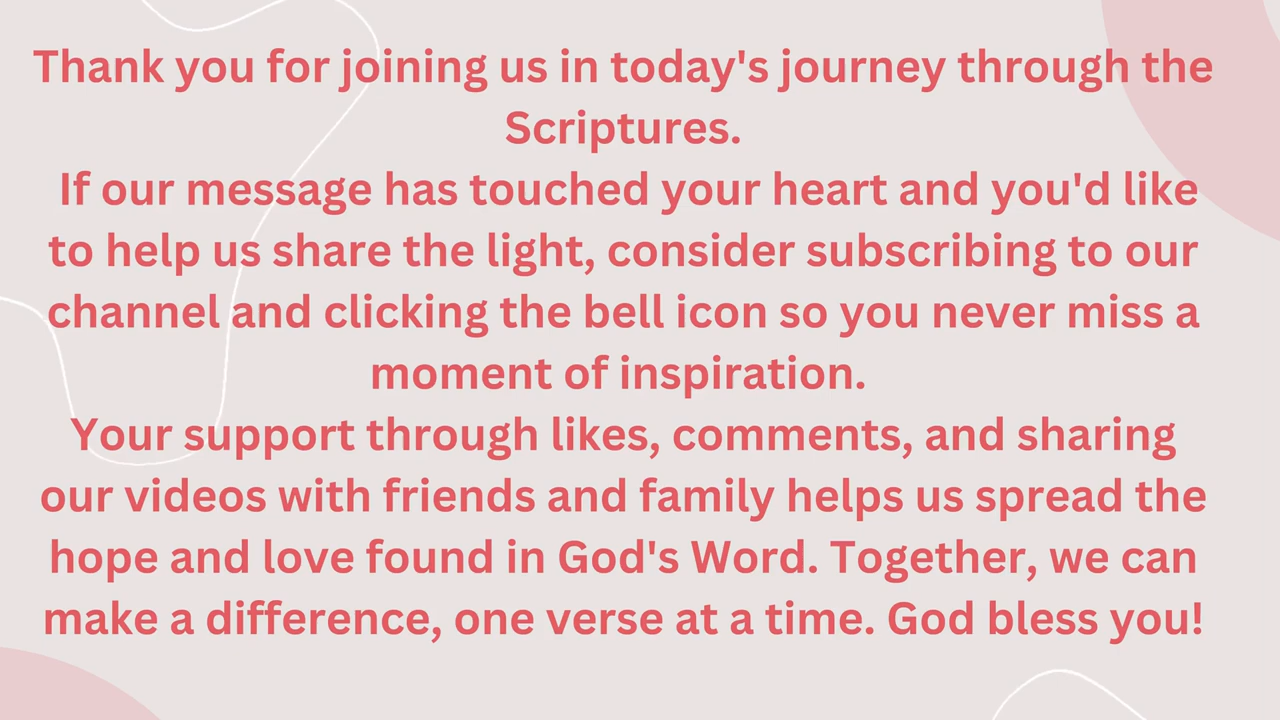 Thank you for joining us in today's journey through the
Scriptures.
If our message has touched your heart and you'd like
to help us share the light, consider subscribing to our
channel and clicking the bell icon so you never miss a
moment of inspiration.
Your support through likes, comments, and sharing
our videos with friends and family helps us spread the
hope and love found in God's Word. Together, we can
make a difference, one verse at a time. God bless you!